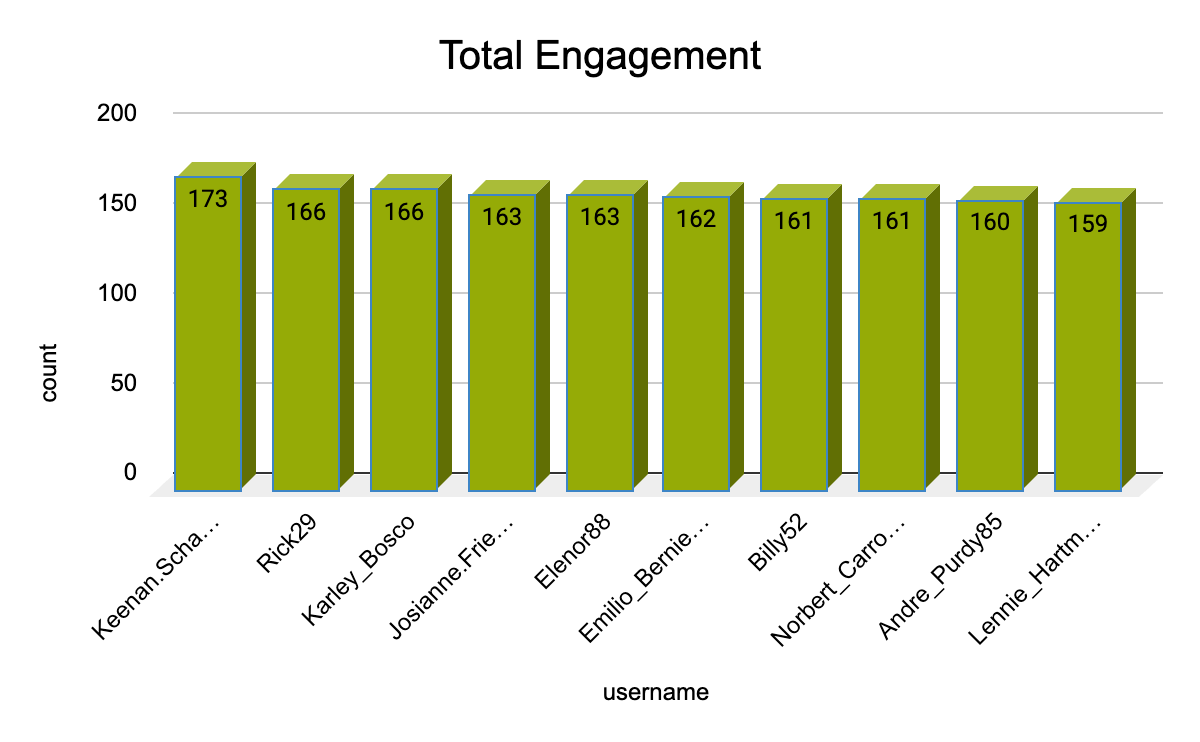 Total Engagement
200
150
100
50
0
count
173
166
166
163
163
162
161
161
160
159
Keenan.Scha…
Rick29
Karley_Bosco
Josianne.Frie…
Elenor88
Emilio_Bernie…
Billy52
Norbert_Carro…
Andre_Purdy85
Lennie_Hartm…
username